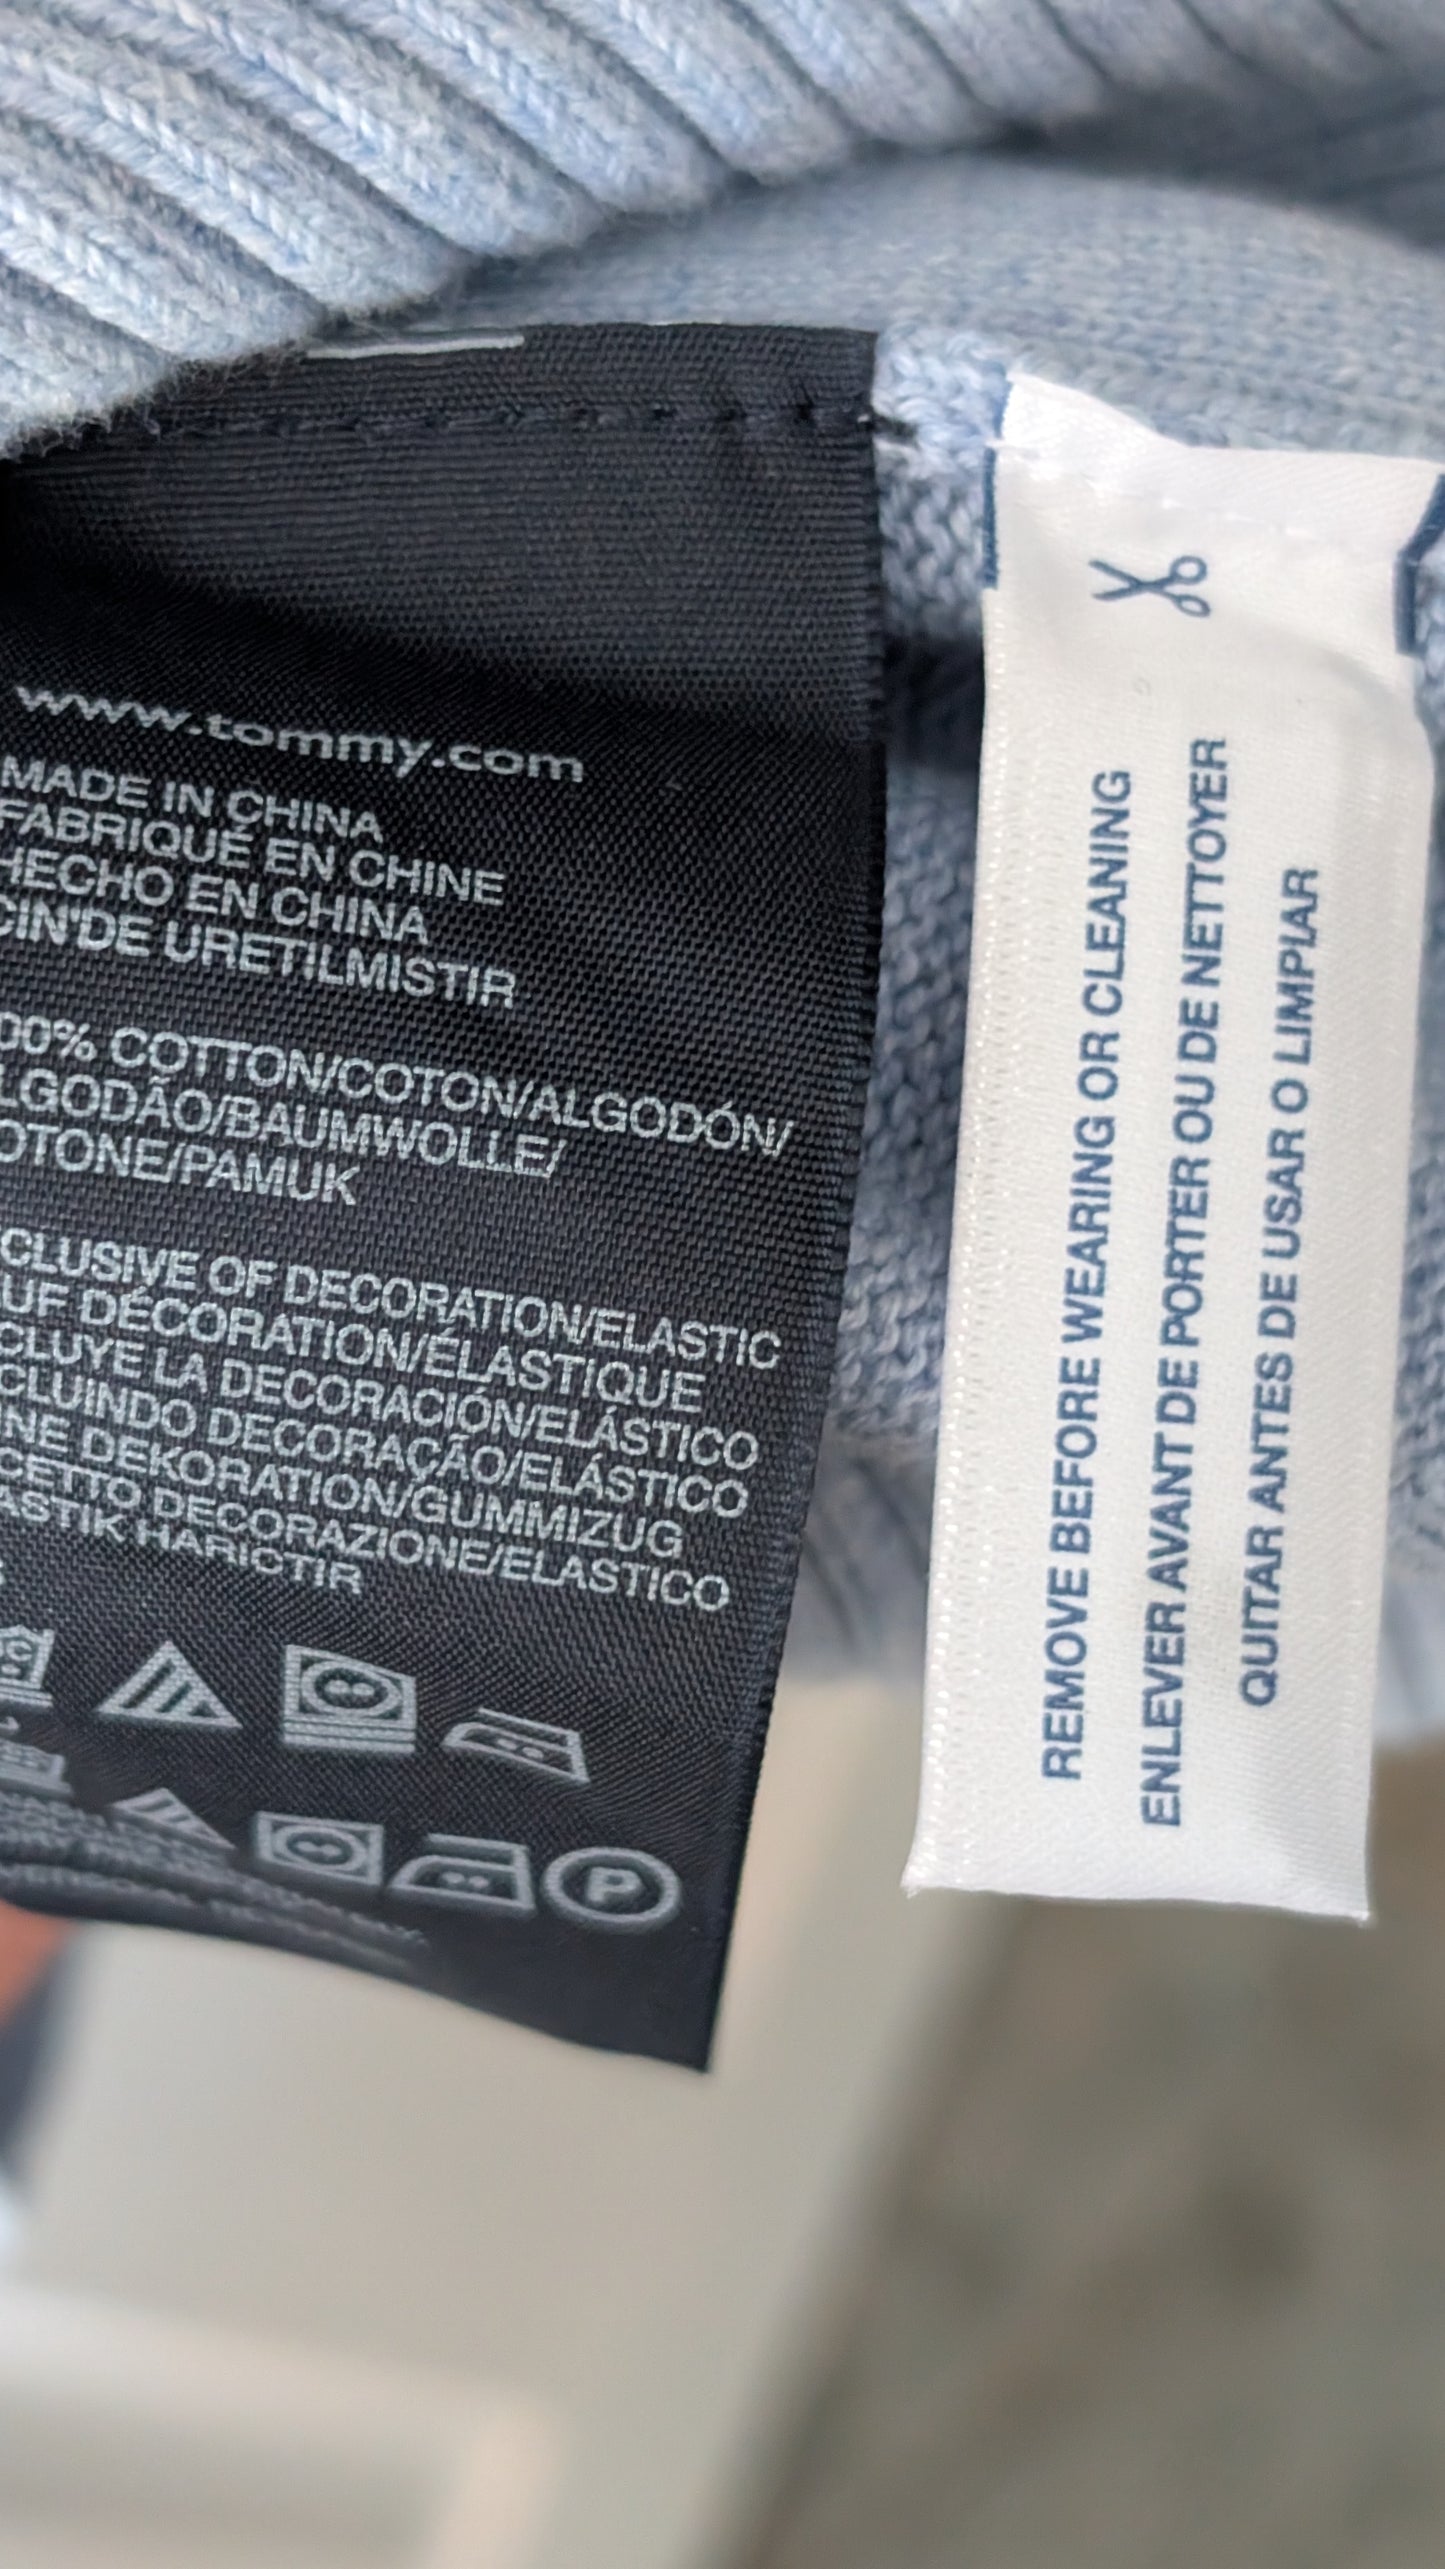 www.tommy.com
MADE IN CHINA
FABRIQUÉ EN CHINE
HECHO EN CHINA
ÇİN'DE URETILMISTIR
00% COTTON/COTON/ALGODÓN/
LGODÃO/BAUMWOLLE/
OTONE/PAMUK
CLUSIVE OF DECORATION/ELASTIC
UF DÉCORATION/ÉLASTIQUE
CLUYE LA DECORACIÓN/ELÁSTICO
CLUINDO DECORAÇÃO/ELÁSTICO
NE DEKORATION/GUMMIZUG
CETTO DECORAZIONE/ELASTICO
ASTIK HARICTIR
P
REMOVE BEFORE WEARING OR CLEANING
ENLEVER AVANT DE PORTER OU DE NETTOYER
QUITAR ANTES DE USAR O LIMPIAR